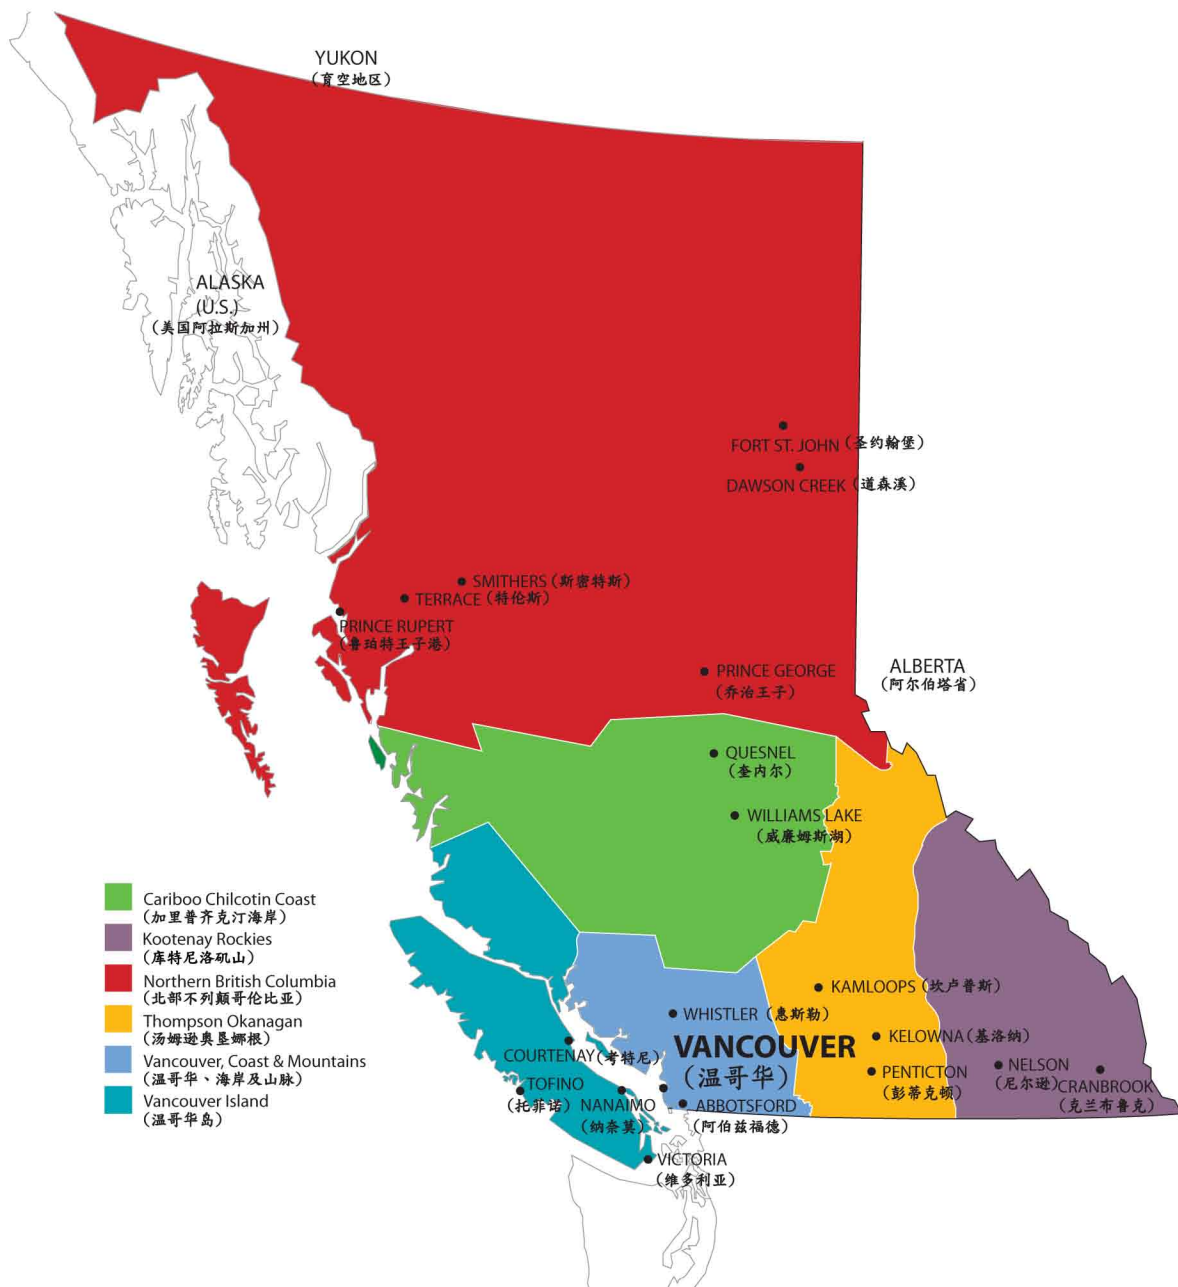 YUKON
(育空地区)
ALASKA
(U.S.)
(美国阿拉斯加州)
FORT ST. JOHN (圣约翰堡)
DAWSON CREEK (道森溪)
SMITHERS (斯密特斯)
TERRACE (特伦斯)
PRINCE RUPERT
(鲁珀特王子港)
PRINCE GEORGE
(乔治王子)
ALBERTA
(阿尔伯塔省)
QUESNEL
(奎内尔)
WILLIAMS LAKE
(威廉姆斯湖)
Cariboo Chilcotin Coast
(加里普齐克汀海岸)
Kootenay Rockies
(库特尼洛矶山)
Northern British Columbia
(北部不列颠哥伦比亚)
Thompson Okanagan
(汤姆逊奥垦娜根)
Vancouver, Coast & Mountains
(温哥华、海岸及山脉)
Vancouver Island
(温哥华岛)
KAMLOOPS (坎卢普斯)
WHISTLER (惠斯勒)
VANCOUVER
(温哥华)
KELOWNA (基洛纳)
COURTENAY (考特尼)
PENTICTON
(彭蒂克顿)
NELSON
(尼尔逊)
CRANBROOK
(克兰布鲁克)
TOFINO
(托菲诺)
NANAIMO
(纳奈莫)
ABBOTSFORD
(阿伯兹福德)
VICTORIA
(维多利亚)